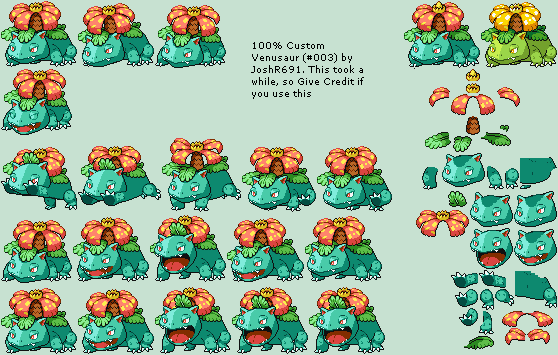 100% Custom
Venusaur (#003) by
JoshR691. This took a
while, so Give Credit if
you use this